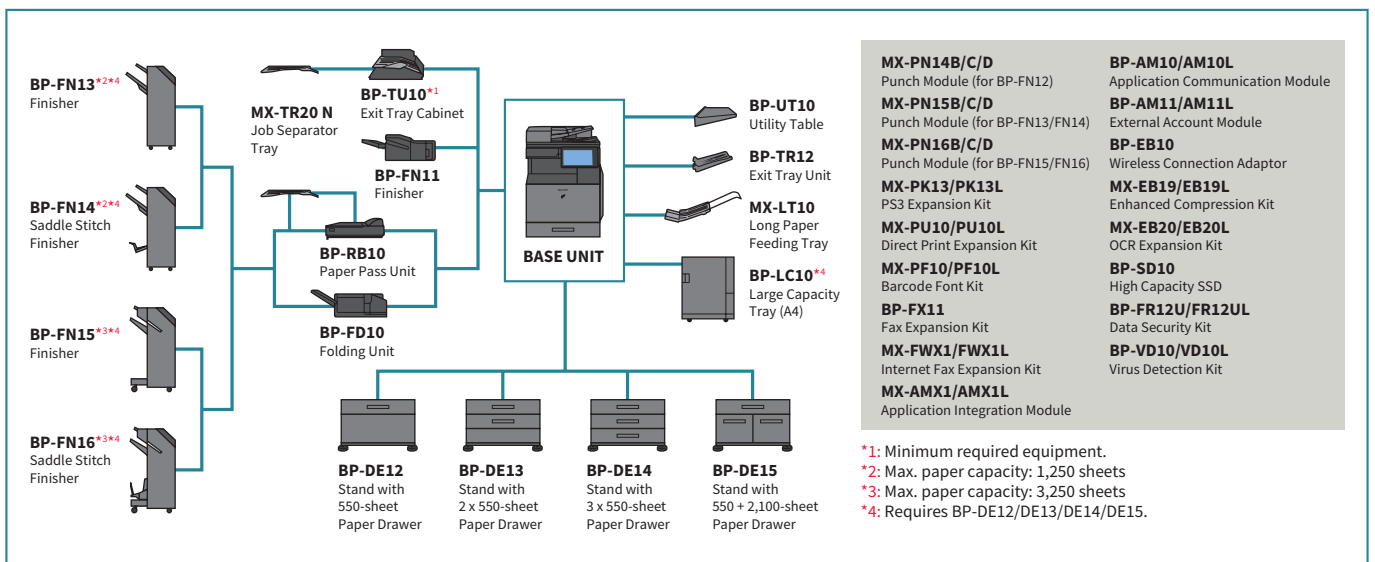 BP-FN13*2*4
Finisher
BP-FN14*2*4
Saddle Stitch
Finisher
BP-FN15*3*4
Finisher
BP-FN16*3*4
Saddle Stitch
Finisher
MX-TR20 N
Job Separator
Tray
BP-TU10*1
Exit Tray Cabinet
BP-FN11
Finisher
BP-RB10
Paper Pass Unit
BP-FD10
Folding Unit
BASE UNIT
BP-UT10
Utility Table
BP-TR12
Exit Tray Unit
MX-LT10
Long Paper
Feeding Tray
BP-LC10*4
Large Capacity
Tray (A4)
BP-DE12
Stand with
550-sheet
Paper Drawer
BP-DE13
Stand with
2 x 550-sheet
Paper Drawer
BP-DE14
Stand with
3 x 550-sheet
Paper Drawer
BP-DE15
Stand with
550 + 2,100-sheet
Paper Drawer
MX-PN14B/C/D
Punch Module (for BP-FN12)
MX-PN15B/C/D
Punch Module (for BP-FN13/FN14)
MX-PN16B/C/D
Punch Module (for BP-FN15/FN16)
MX-PK13/PK13L
PS3 Expansion Kit
MX-PU10/PU10L
Direct Print Expansion Kit
MX-PF10/PF10L
Barcode Font Kit
BP-FX11
Fax Expansion Kit
MX-FWX1/FWX1L
Internet Fax Expansion Kit
MX-AMX1/AMX1L
Application Integration Module
BP-AM10/AM10L
Application Communication Module
BP-AM11/AM11L
External Account Module
BP-EB10
Wireless Connection Adaptor
MX-EB19/EB19L
Enhanced Compression Kit
MX-EB20/EB20L
OCR Expansion Kit
BP-SD10
High Capacity SSD
BP-FR12U/FR12UL
Data Security Kit
BP-VD10/VD10L
Virus Detection Kit
*1: Minimum required equipment.
*2: Max. paper capacity: 1,250 sheets
*3: Max. paper capacity: 3,250 sheets
*4: Requires BP-DE12/DE13/DE14/DE15.